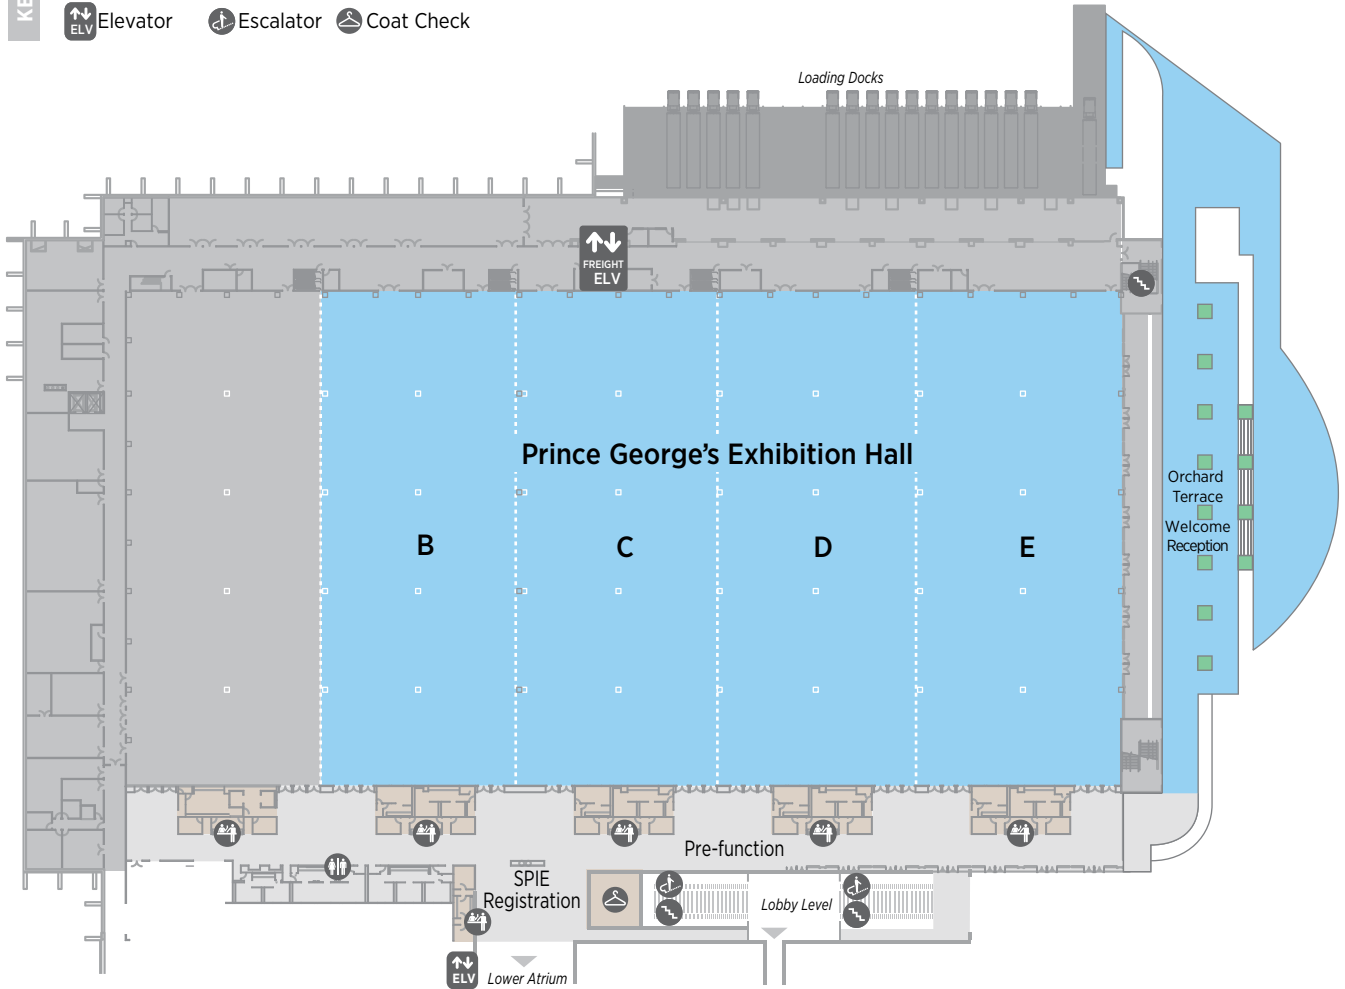 ELV Elevator Escalator Coat Check
Loading Docks
FREIGHT
ELV
Prince George's Exhibition Hall
Orchard
Terrace
Welcome
Reception
B C D E
Pre-function
SPIE
Registration
Lobby Level
ELV
Lower Atrium